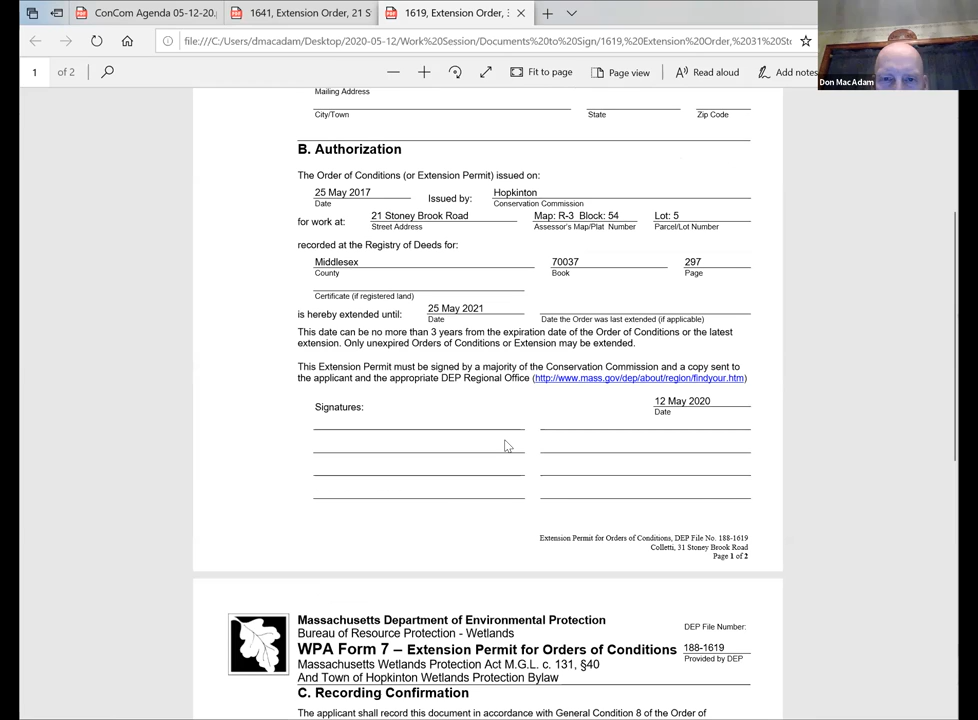 ConCom Agenda 05-12-20.
1641, Extension Order, 21 S
1619, Extension Order,
file:///C:/Users/dmacadam/Desktop/2020-05-12/Work%20Session/Documents%20to%20Sign/1619,%20Extension%20Order,%2031%20Sto
1 of 2
Fit to page
Page view
Read aloud
Add notes
Don MacAdam
Mailing Address
City/Town State Zip Code
B. Authorization
The Order of Conditions (or Extension Permit) issued on:
25 May 2017 Issued by: Hopkinton
Date Conservation Commission
for work at: 21 Stoney Brook Road Map: R-3 Block: 54 Lot: 5
Street Address Assessor's Map/Plat Number Parcel/Lot Number
recorded at the Registry of Deeds for:
Middlesex 70037 297
County Book Page
Certificate (if registered land)
is hereby extended until: 25 May 2021
Date Date the Order was last extended (if applicable)
This date can be no more than 3 years from the expiration date of the Order of Conditions or the latest
extension. Only unexpired Orders of Conditions or Extension may be extended.
This Extension Permit must be signed by a majority of the Conservation Commission and a copy sent to
the applicant and the appropriate DEP Regional Office (http://www.mass.gov/dep/about/region/findyour.htm)
12 May 2020
Signatures: Date
Extension Permit for Orders of Conditions, DEP File No. 188-1619
Colletti, 31 Stoney Brook Road
Page 1 of 2
Massachusetts Department of Environmental Protection
Bureau of Resource Protection - Wetlands
WPA Form 7 – Extension Permit for Orders of Conditions
Massachusetts Wetlands Protection Act M.G.L. c. 131, §40
And Town of Hopkinton Wetlands Protection Bylaw
DEP File Number:
188-1619
Provided by DEP
C. Recording Confirmation
The applicant shall record this document in accordance with General Condition 8 of the Order of